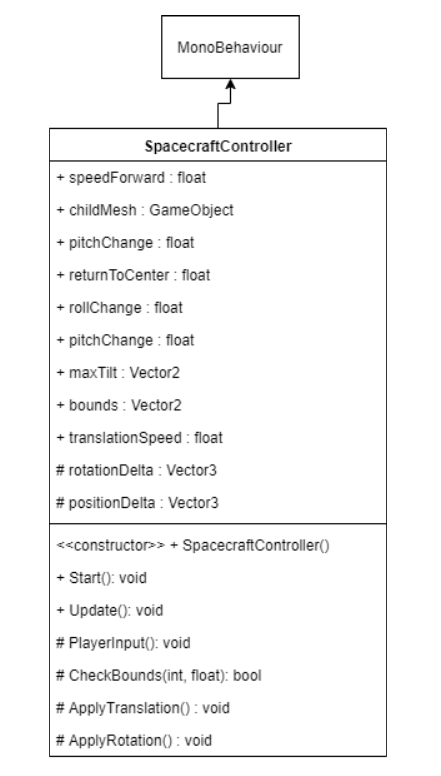 MonoBehaviour
SpacecraftController
+ speedForward : float
+ childMesh : GameObject
+ pitchChange : float
+ returnToCenter : float
+ rollChange : float
+ pitchChange : float
+ maxTilt : Vector2
+ bounds : Vector2
+ translationSpeed : float
# rotationDelta : Vector3
# positionDelta : Vector3
<<constructor>> + SpacecraftController()
+ Start(): void
+ Update(): void
# PlayerInput(): void
# CheckBounds(int, float): bool
# ApplyTranslation() : void
# ApplyRotation() : void